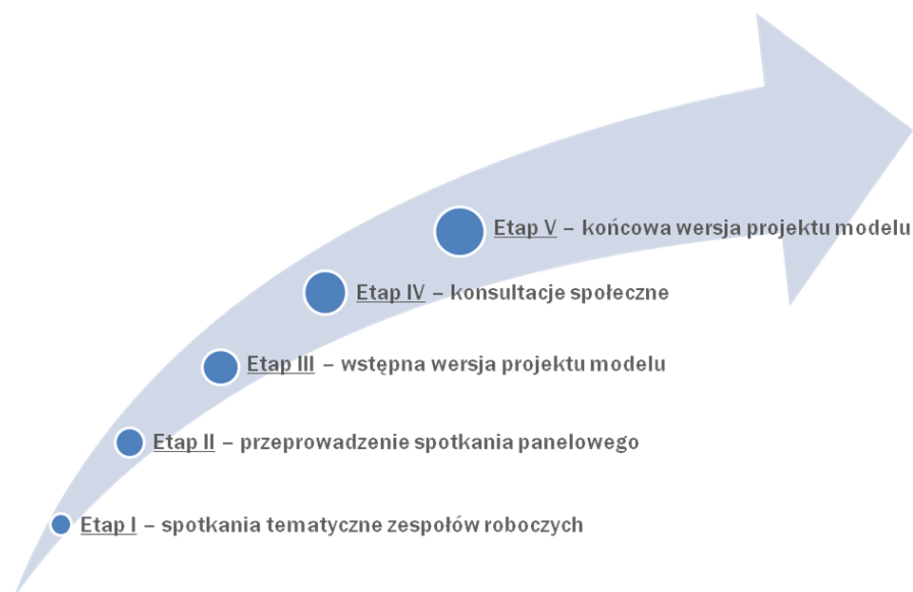 Etap V – końcowa wersja projektu modelu
Etap IV – konsultacje społeczne
Etap III – wstępna wersja projektu modelu
Etap II – przeprowadzenie spotkania panelowego
Etap I – spotkania tematyczne zespołów roboczych